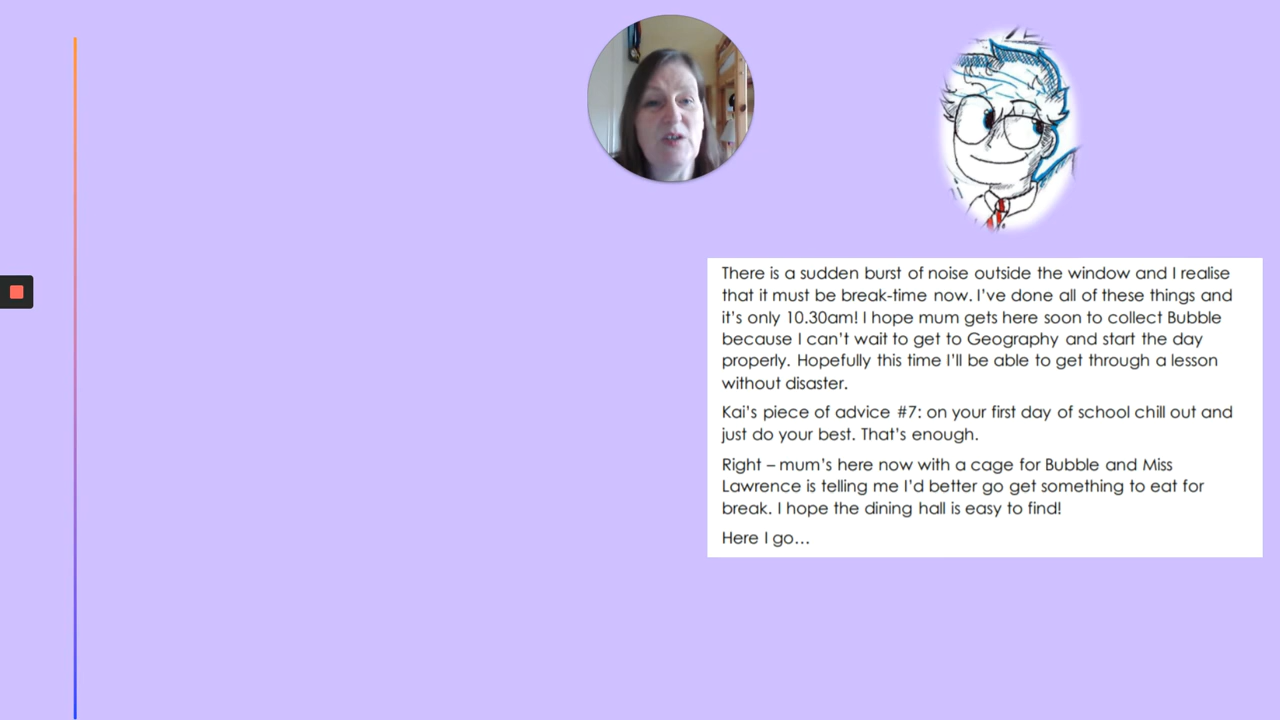 There is a sudden burst of noise outside the window and I realise
that it must be break-time now. I've done all of these things and
it's only 10.30am! I hope mum gets here soon to collect Bubble
because I can't wait to get to Geography and start the day
properly. Hopefully this time I'll be able to get through a lesson
without disaster.
Kai's piece of advice #7: on your first day of school chill out and
just do your best. That's enough.
Right – mum's here now with a cage for Bubble and Miss
Lawrence is telling me I'd better go get something to eat for
break. I hope the dining hall is easy to find!
Here I go…